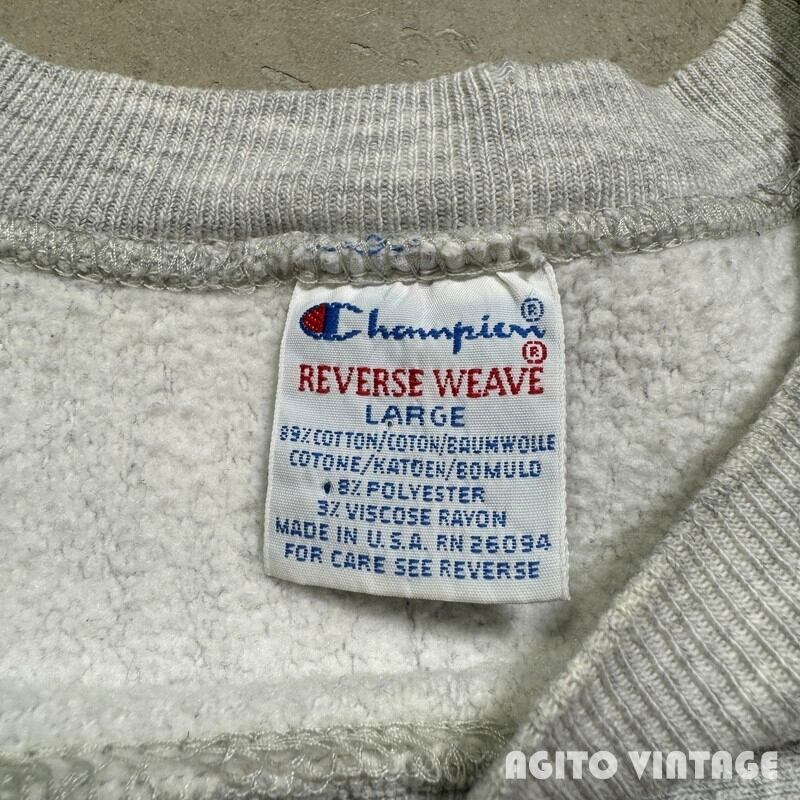 Champion ®
REVERSE WEAVE ®
LARGE
89% COTTON/COTON/BAUMWOLLE
COTONE/KATOEN/BOMULD
8% POLYESTER
3% VISCOSE RAYON
MADE IN U.S.A. RN 26094
FOR CARE SEE REVERSE
AGITO VINTAGE